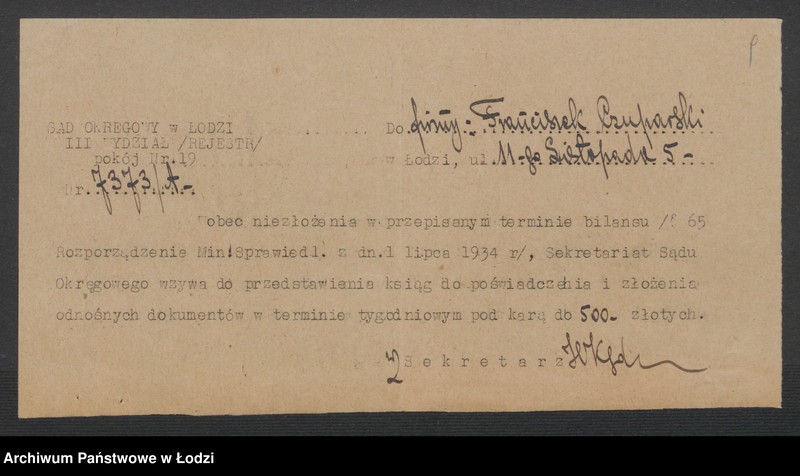 SĄD OKRĘGOWY w ŁODZI
III WYDZIAŁ /REJESTR/
pokój Nr.19
Nr. 7373/A-
Do firmy: Franciszek Czuparski
w Łodzi, ul. 11-go Listopada 5-
Wobec niezłożenia w przepisanym terminie bilansu /§ 65
Rozporządzenia Min.Sprawiedl. z dn.1 lipca 1934 r/, Sekretariat Sądu
Okręgowego wzywa do przedstawienia ksiąg do poświadczenia i złożenia
odnośnych dokumentów w terminie tygodniowym pod karą do 500- złotych.
Sekretarz
Archiwum Państwowe w Łodzi